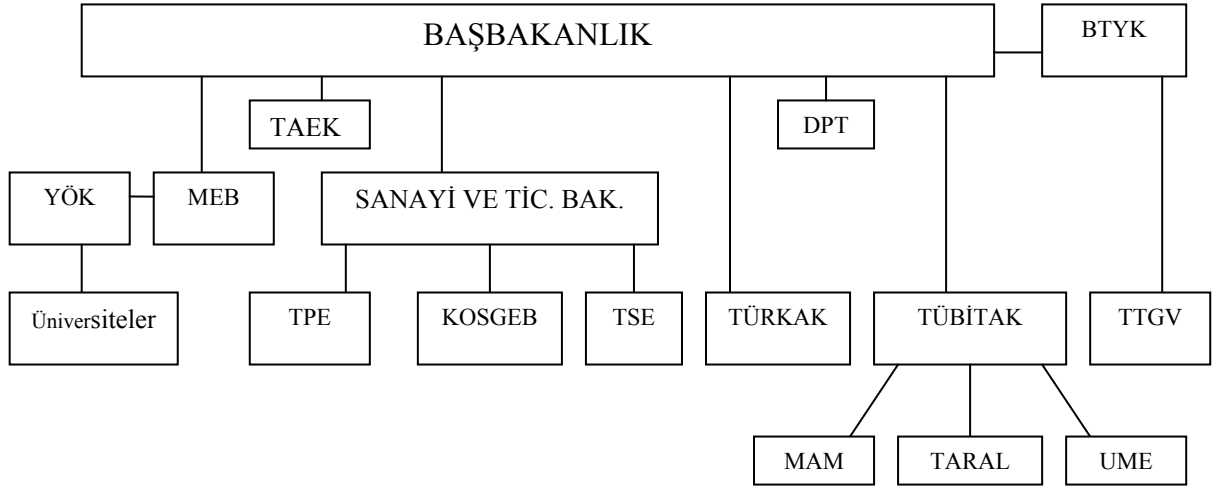 BAŞBAKANLIK
BTYK
TAEK
DPT
YÖK
MEB
SANAYİ VE TİC. BAK.
Üniversiteler
TPE
KOSGEB
TSE
TÜRKAK
TÜBİTAK
TTGV
MAM
TARAL
UME